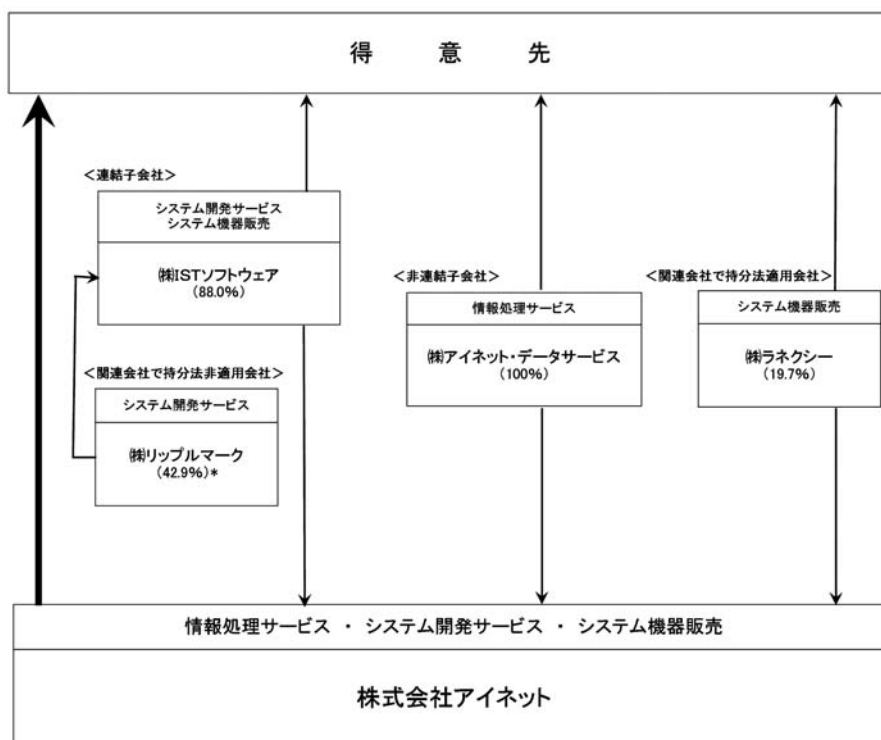 得 意 先
＜連結子会社＞
システム開発サービス
システム機器販売
㈱ISTソフトウェア
(88.0%)
＜関連会社で持分法非適用会社＞
システム開発サービス
㈱リップルマーク
(42.9%)*
＜非連結子会社＞
情報処理サービス
㈱アイネット・データサービス
(100%)
＜関連会社で持分法適用会社＞
システム機器販売
㈱ラネクシー
(19.7%)
情報処理サービス ・ システム開発サービス ・ システム機器販売
株式会社アイネット